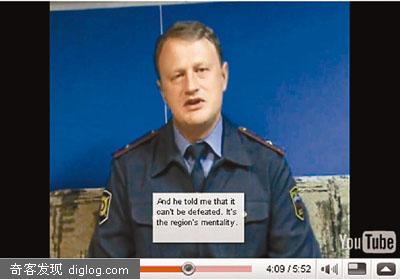 And he told me that it
can't be defeated. It's
the region's mentality.
YouTube
4:09 / 5:52
奇客发现 diglog.com